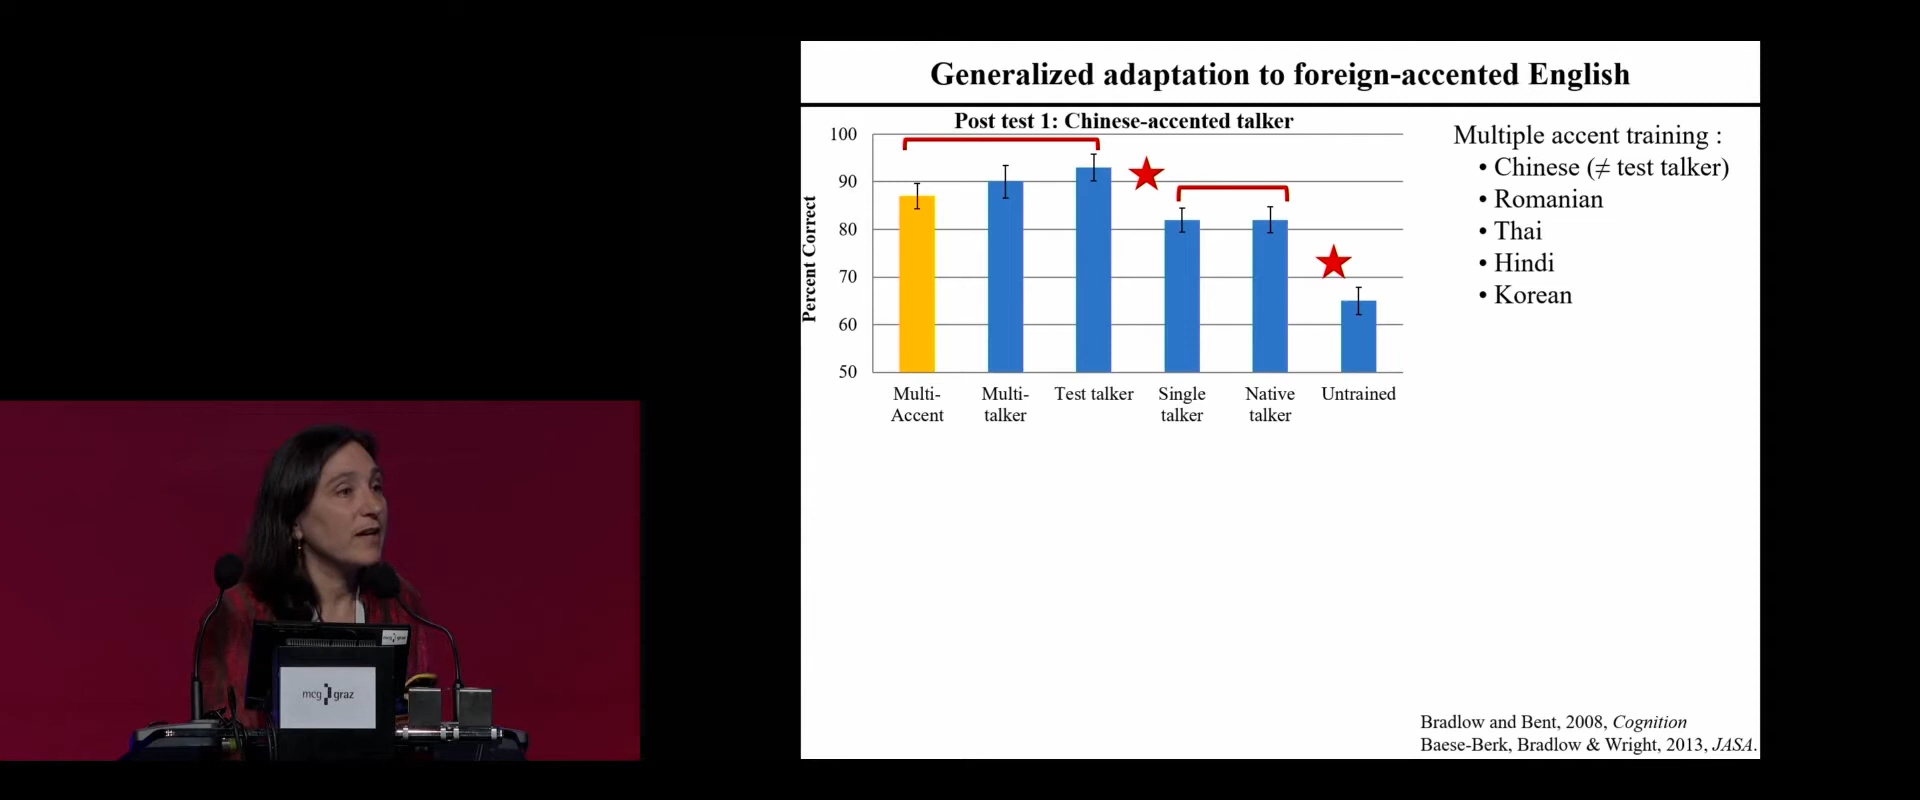 Generalized adaptation to foreign-accented English
Post test 1: Chinese-accented talker
Percent Correct
100
90
80
70
60
50
Multi-
Accent
Multi-
talker
Test talker
Single
talker
Native
talker
Untrained
Multiple accent training :
• Chinese (≠ test talker)
• Romanian
• Thai
• Hindi
• Korean
Bradlow and Bent, 2008, Cognition
Baese-Berk, Bradlow & Wright, 2013, JASA.
mcg graz